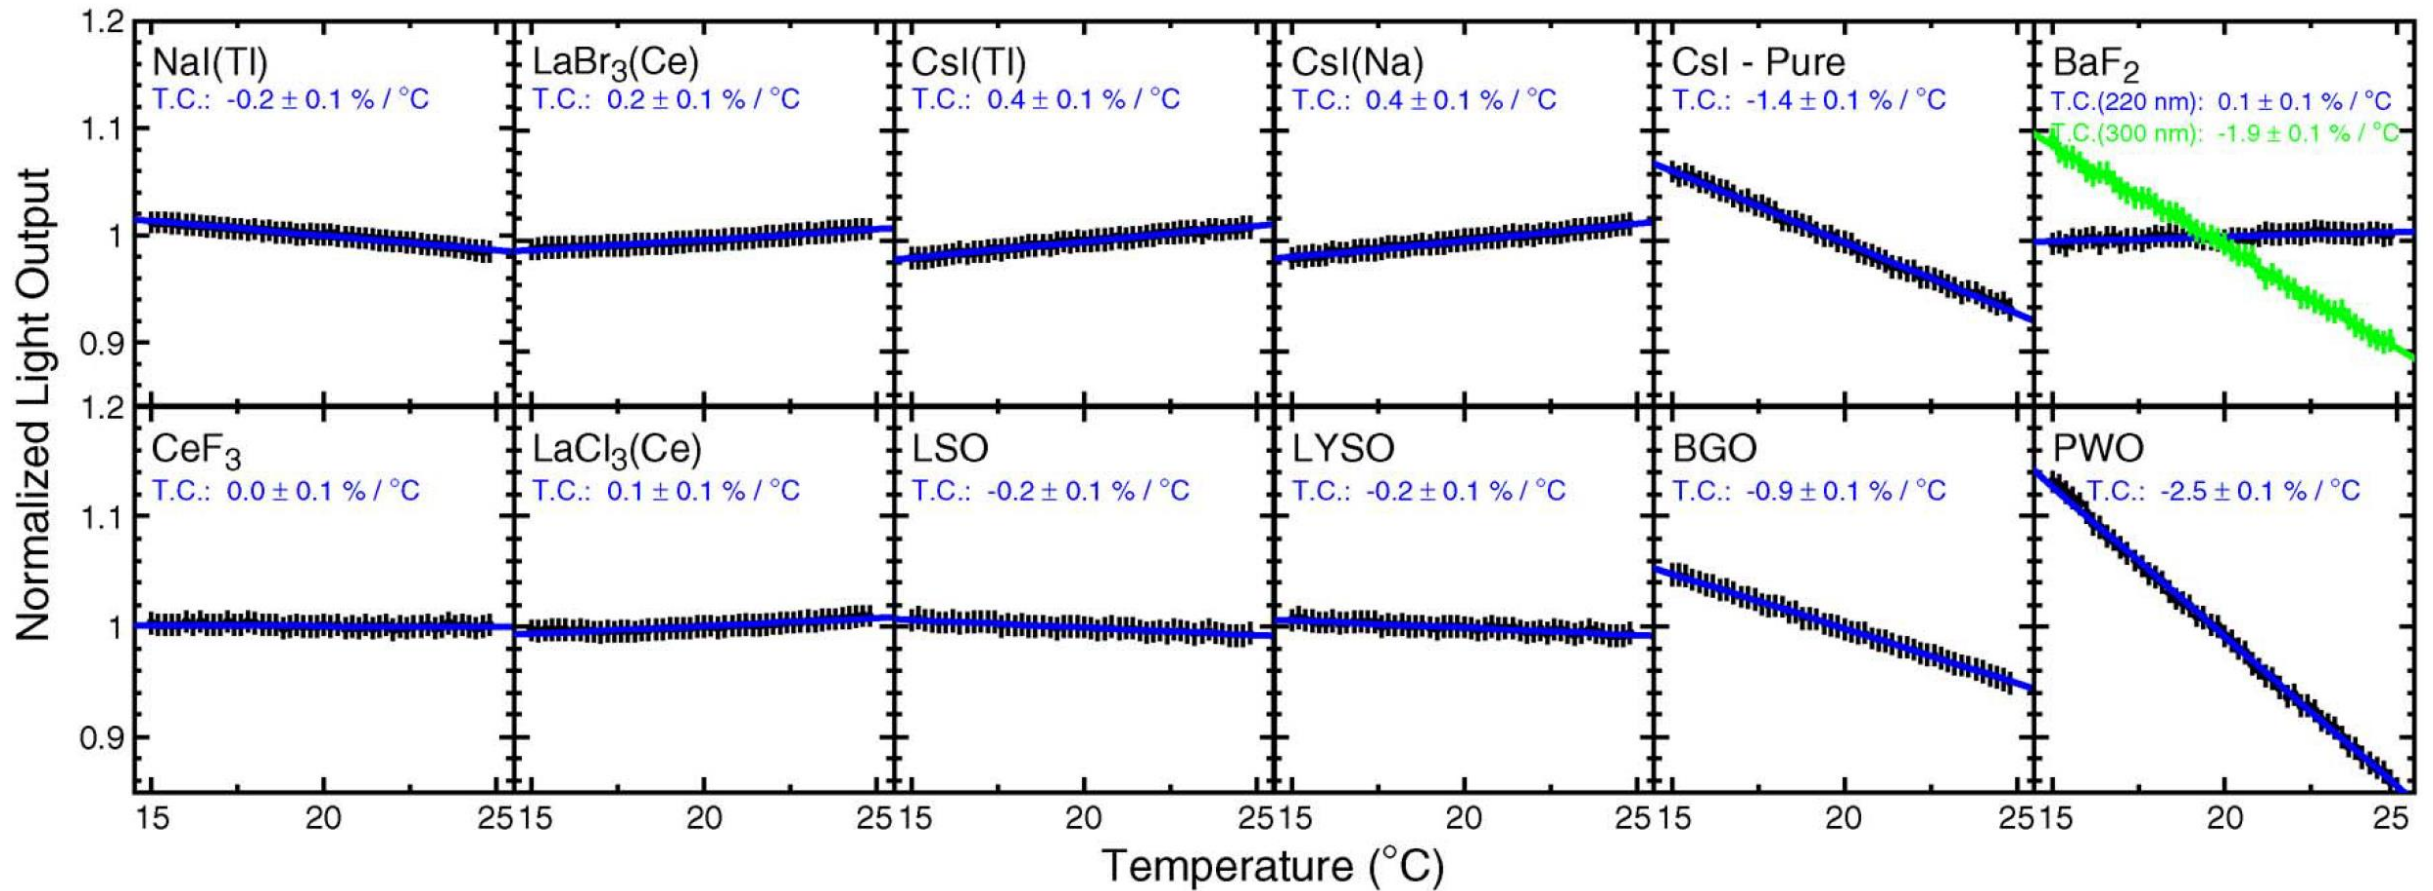 Normalized Light Output
1.2
1.1
1
0.9
NaI(Tl)
T.C.: -0.2 ± 0.1 % / °C
LaBr₃(Ce)
T.C.: 0.2 ± 0.1 % / °C
CsI(Tl)
T.C.: 0.4 ± 0.1 % / °C
CsI(Na)
T.C.: 0.4 ± 0.1 % / °C
CsI - Pure
T.C.: -1.4 ± 0.1 % / °C
BaF₂
T.C.(220 nm): 0.1 ± 0.1 % / °C
T.C.(300 nm): -1.9 ± 0.1 % / °C
1.2
1.1
1
0.9
CeF₃
T.C.: 0.0 ± 0.1 % / °C
LaCl₃(Ce)
T.C.: 0.1 ± 0.1 % / °C
LSO
T.C.: -0.2 ± 0.1 % / °C
LYSO
T.C.: -0.2 ± 0.1 % / °C
BGO
T.C.: -0.9 ± 0.1 % / °C
PWO
T.C.: -2.5 ± 0.1 % / °C
15 20 25 15 20 25 15 20 25 15 20 25 15 20 25 15 20 25
Temperature (°C)